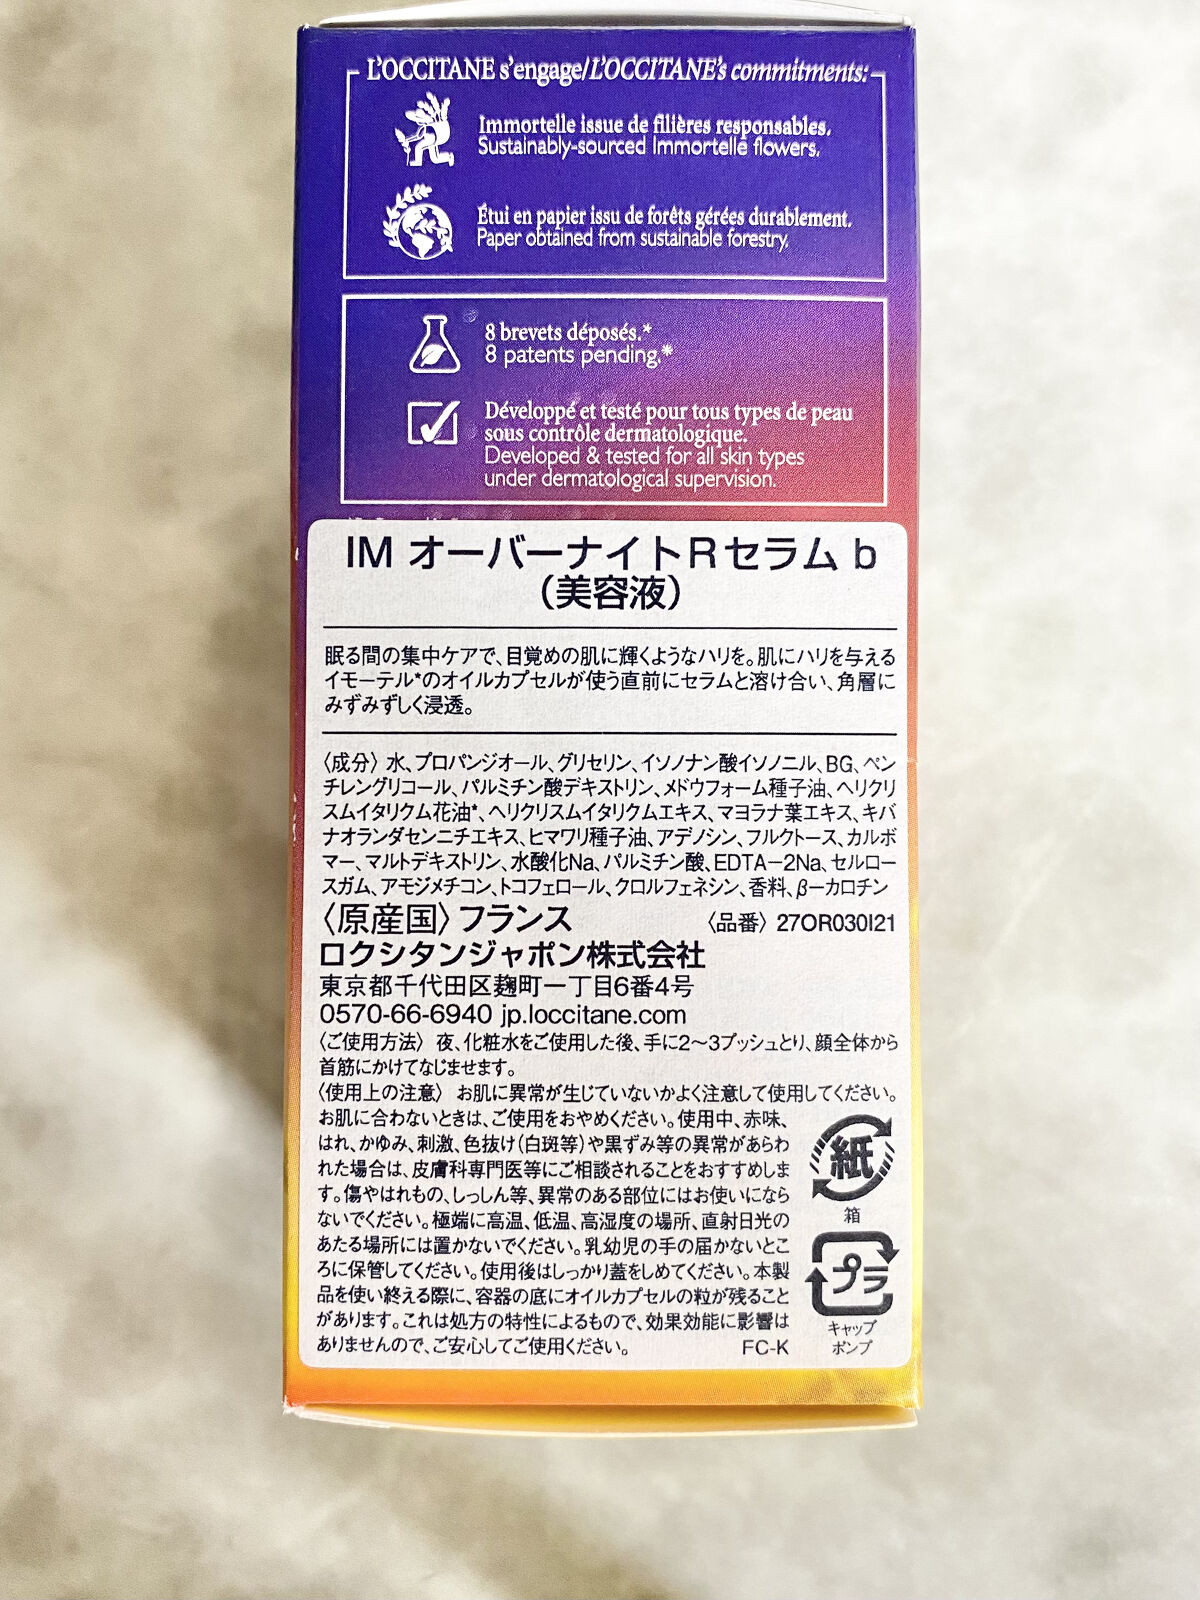 L'OCCITANE s'engage/L'OCCITANE's commitments:
Immortelle issue de filières responsables.
Sustainably-sourced Immortelle flowers.
Étui en papier issu de forêts gérées durablement.
Paper obtained from sustainable forestry.
8 brevets déposés.*
8 patents pending.*
Développé et testé pour tous types de peau
sous contrôle dermatologique.
Developed & tested for all skin types
under dermatological supervision.
IM オーバーナイトRセラム b
（美容液）
眠る間の集中ケアで、目覚めの肌に輝くようなハリを。肌にハリを与える
イモーテル*のオイルカプセルが使う直前にセラムと溶け合い、角層に
みずみずしく浸透。
〈成分〉水、プロパンジオール、グリセリン、イソノナン酸イソノニル、BG、ペン
チレングリコール、パルミチン酸デキストリン、メドウフォーム種子油、ヘリクリ
スムイタリクム花油*、ヘリクリスムイタリクムエキス、マヨラナ葉エキス、キバ
ナオランダセンニチエキス、ヒマワリ種子油、アデノシン、フルクトース、カルボ
マー、マルトデキストリン、水酸化Na、パルミチン酸、EDTA－2Na、セルロー
スガム、アモジメチコン、トコフェロール、クロルフェネシン、香料、β－カロチン
〈原産国〉フランス 〈品番〉27OR030I21
ロクシタンジャポン株式会社
東京都千代田区麹町一丁目6番4号
0570-66-6940 jp.loccitane.com
〈ご使用方法〉 夜、化粧水をご使用した後、手に2～3プッシュとり、顔全体から
首筋にかけてなじませます。
〈使用上の注意〉 お肌に異常が生じていないかよく注意して使用してください。
お肌に合わないときは、ご使用をおやめください。使用中、赤味、
はれ、かゆみ、刺激、色抜け（白斑等）や黒ずみ等の異常があらわ
れた場合は、皮膚科専門医等にご相談されることをおすすめしま
す。傷やはれもの、しっしん等、異常のある部位にはお使いになら
ないでください。極端に高温、低温、高湿度の場所、直射日光の
あたる場所には置かないでください。乳幼児の手の届かないとこ
ろに保管してください。使用後はしっかり蓋をしめてください。本製
品を使い終える際に、容器の底にオイルカプセルの粒が残ること
があります。これは処方の特性によるもので、効果効能に影響は
ありませんので、ご安心してご使用ください。 FC-K
紙
箱
プラ
キャップ
ポンプ